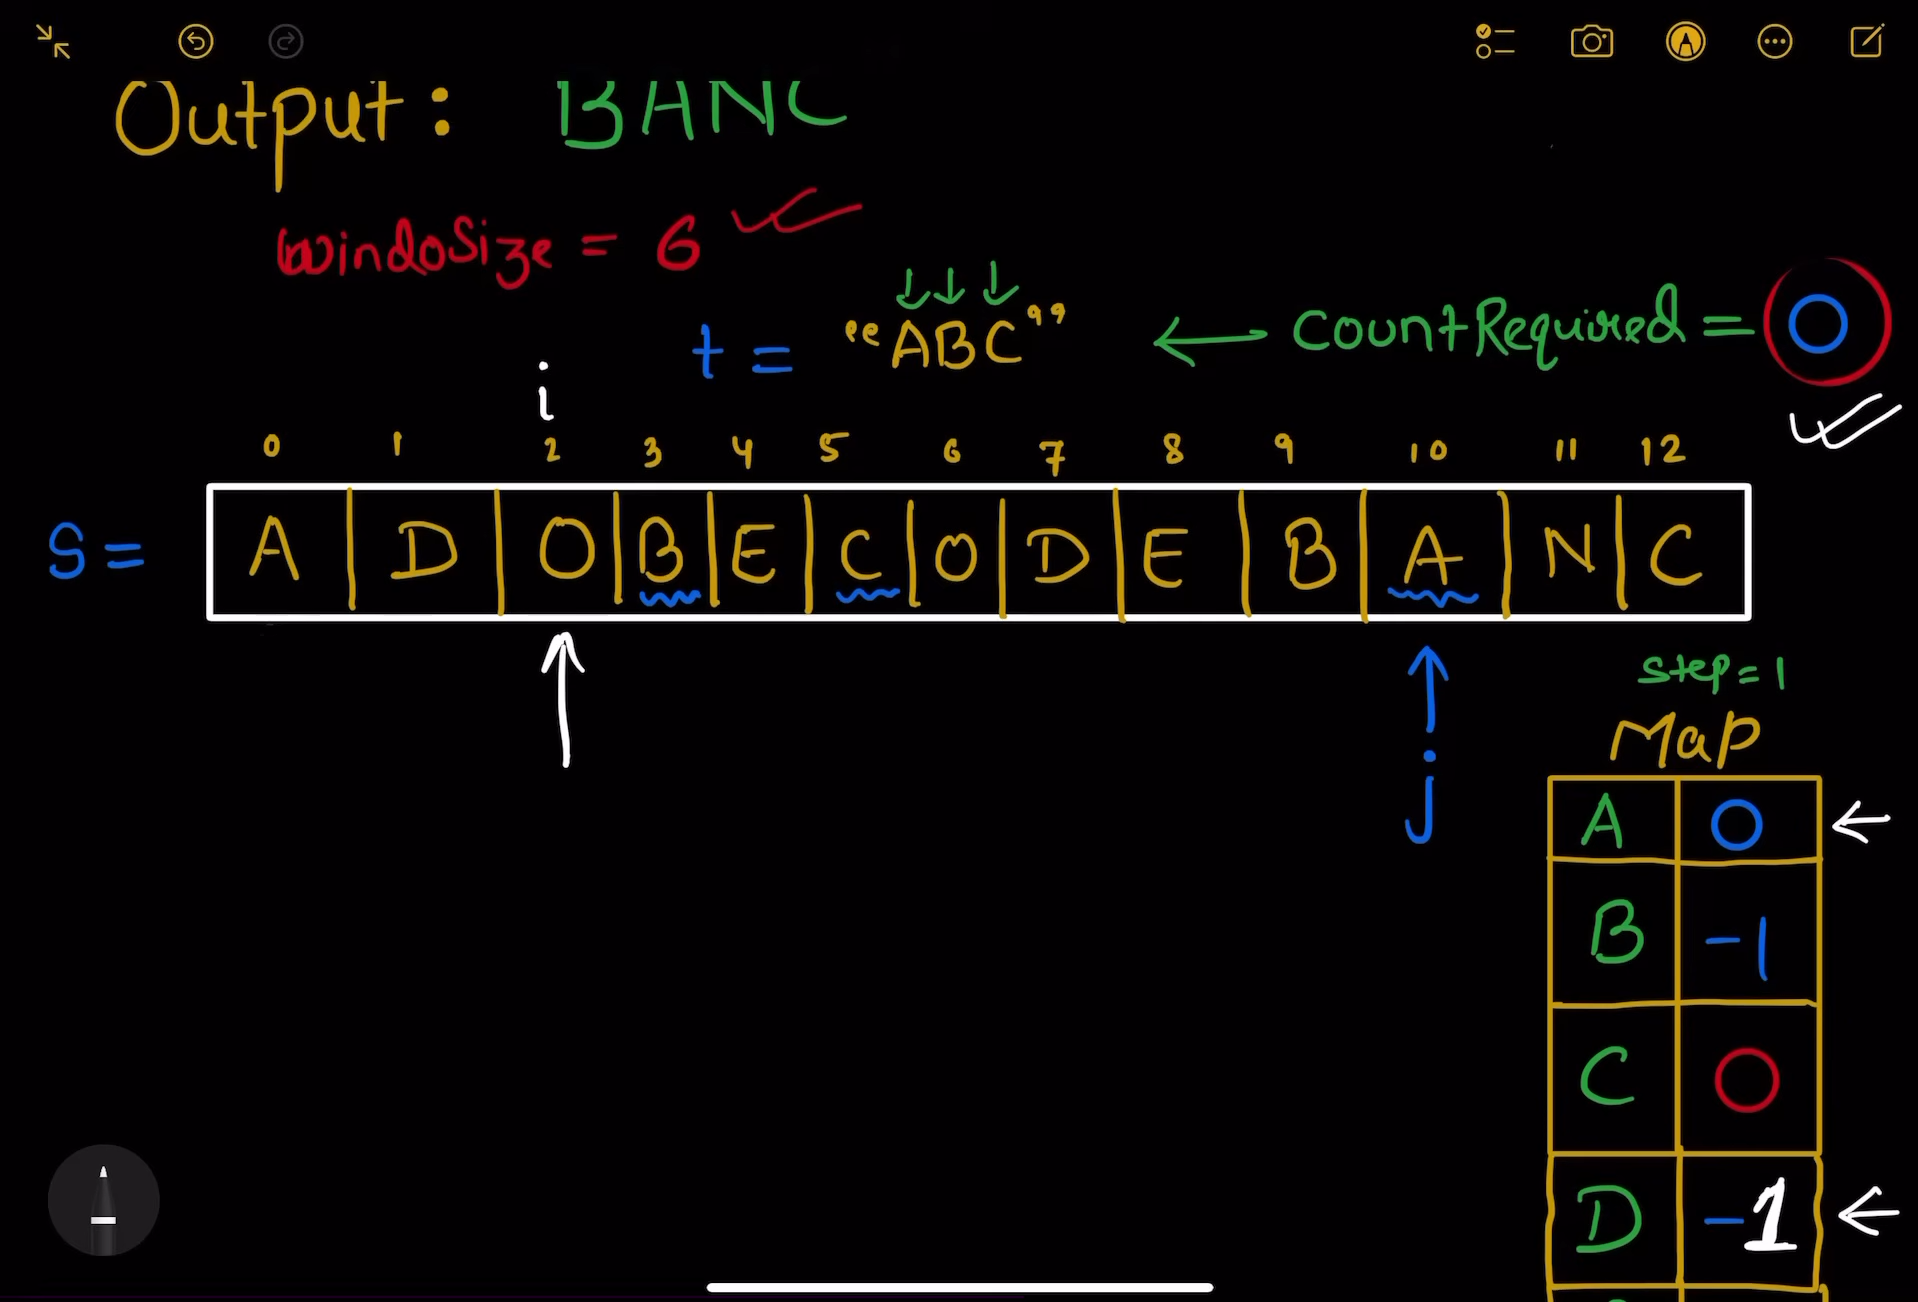 Output: BANC
windoSize = 6
t = "ABC" ← countRequired = 0
i
0 1 2 3 4 5 6 7 8 9 10 11 12
S = A D O B E C O D E B A N C
j
step=1
Map
A 0
B -1
C 0
D -1